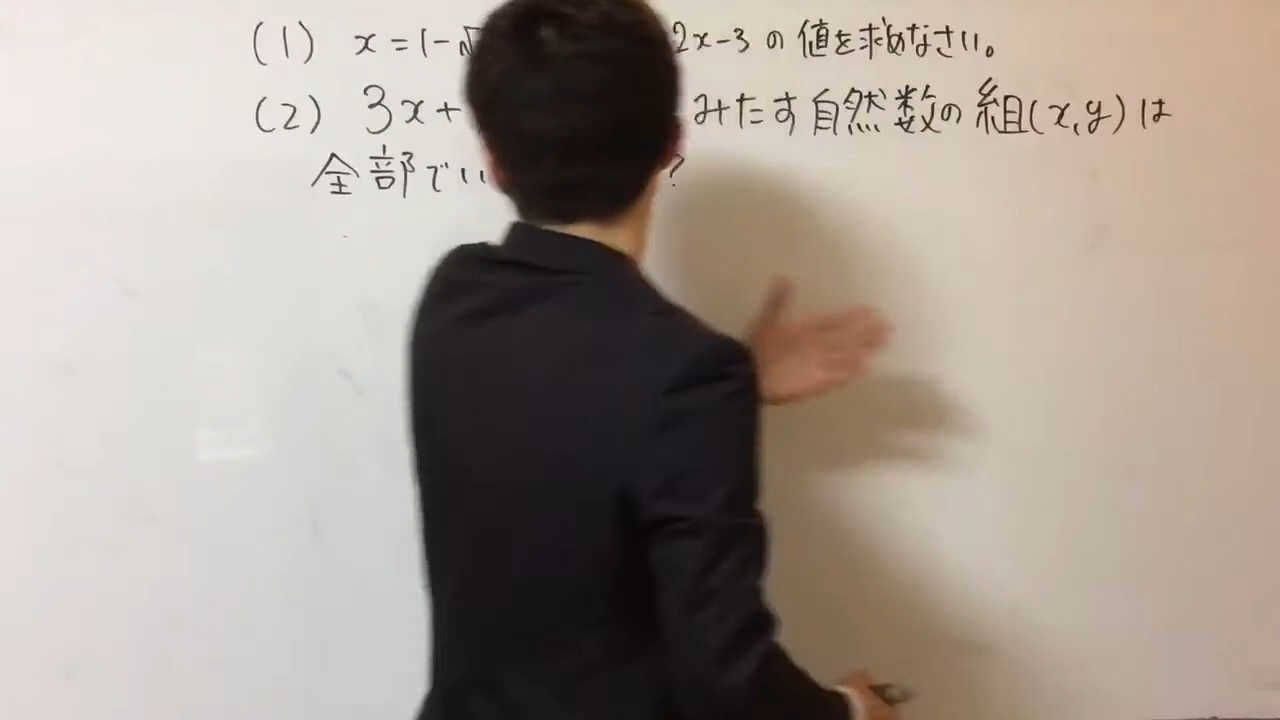 (1) x=1-√ 2x-3 の値を求めなさい。
(2) 3x+ みたす自然数の組(x,y)は
全部でい ?